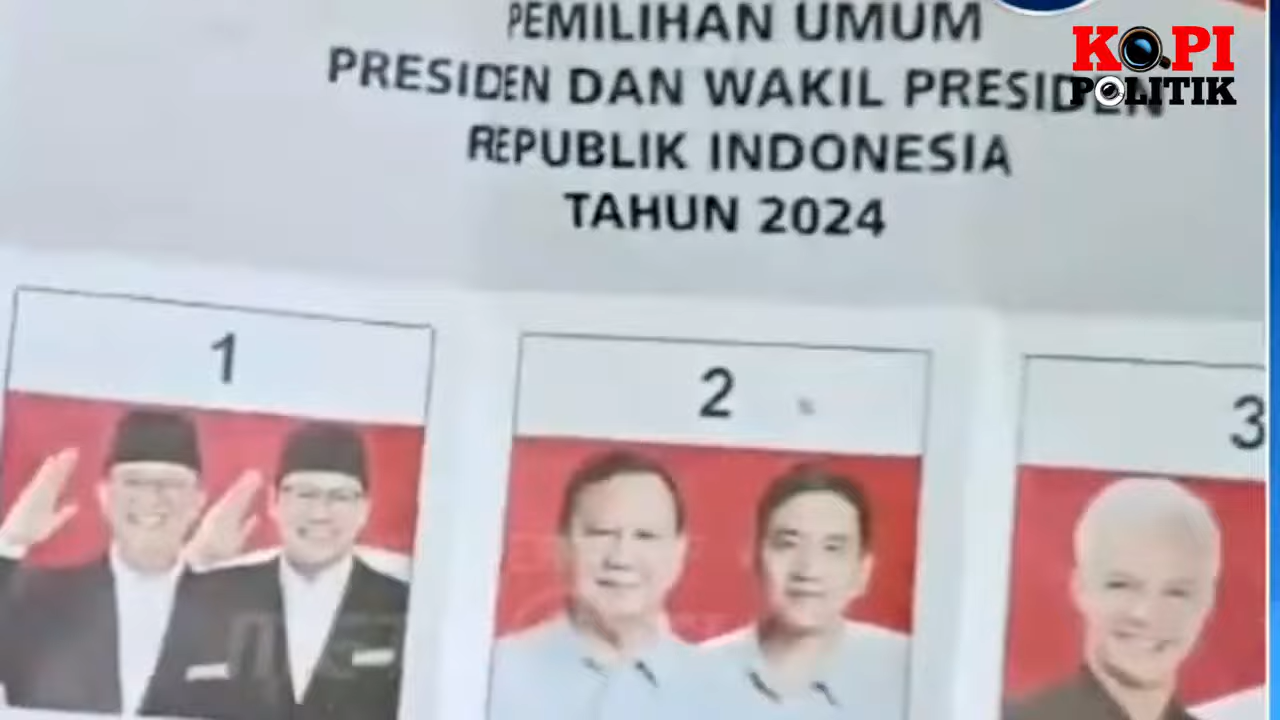 PEMILIHAN UMUM
PRESIDEN DAN WAKIL PRESIDEN
REPUBLIK INDONESIA
TAHUN 2024
KOPI
POLITIK
1
2
3